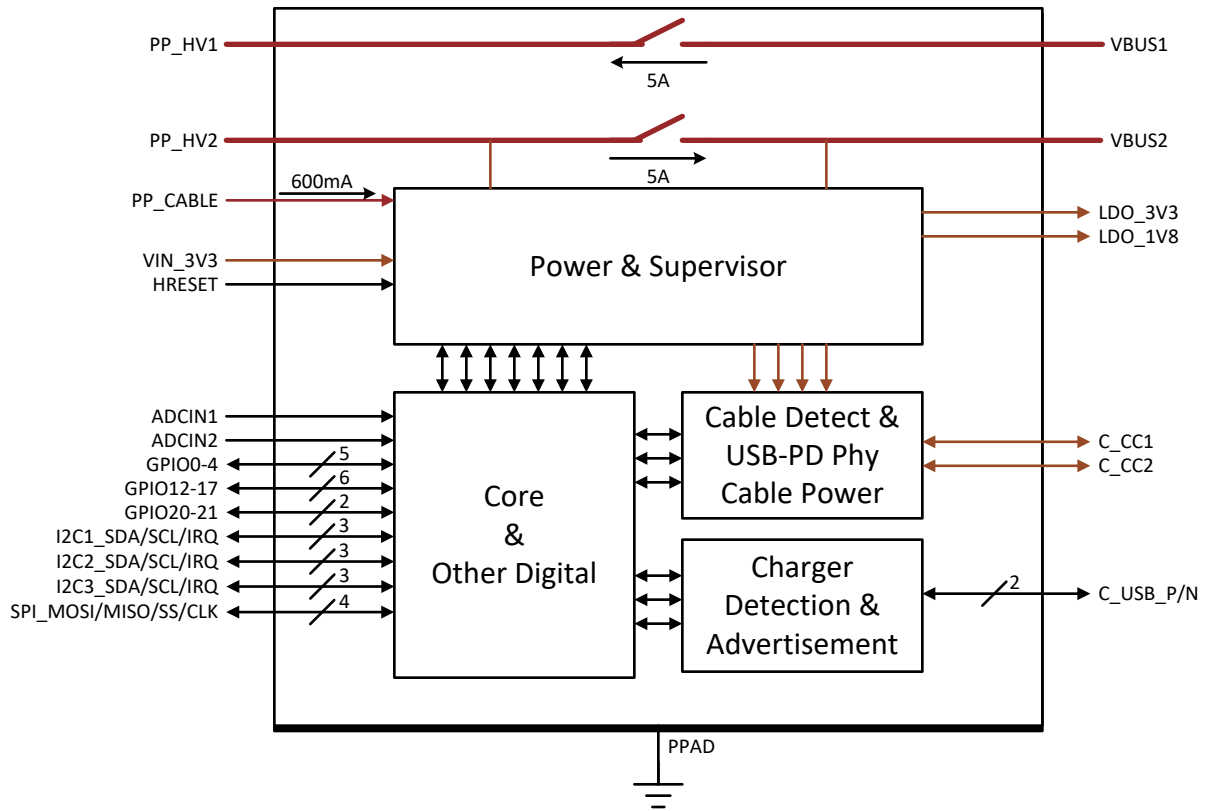 PP_HV1
VBUS1
5A
PP_HV2
VBUS2
5A
600mA
PP_CABLE
LDO_3V3
LDO_1V8
VIN_3V3
HRESET
Power & Supervisor
ADCIN1
ADCIN2
GPIO0-4
5
GPIO12-17
6
GPIO20-21
2
I2C1_SDA/SCL/IRQ
3
I2C2_SDA/SCL/IRQ
3
I2C3_SDA/SCL/IRQ
3
SPI_MOSI/MISO/SS/CLK
4
Core
&
Other Digital
Cable Detect &
USB-PD Phy
Cable Power
C_CC1
C_CC2
Charger
Detection &
Advertisement
2
C_USB_P/N
PPAD